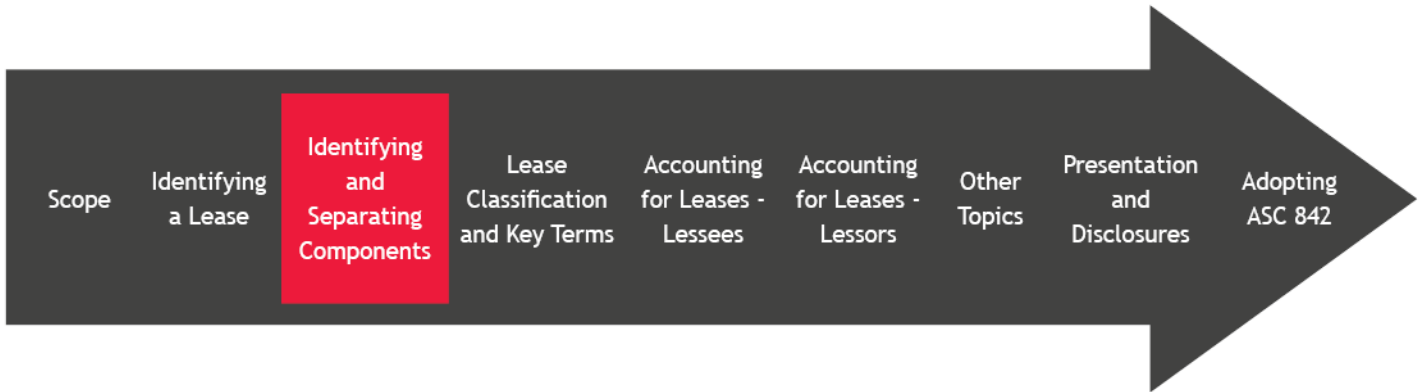 Scope
Identifying
a Lease
Identifying
and
Separating
Components
Lease
Classification
and Key Terms
Accounting
for Leases -
Lessees
Accounting
for Leases -
Lessors
Other
Topics
Presentation
and
Disclosures
Adopting
ASC 842